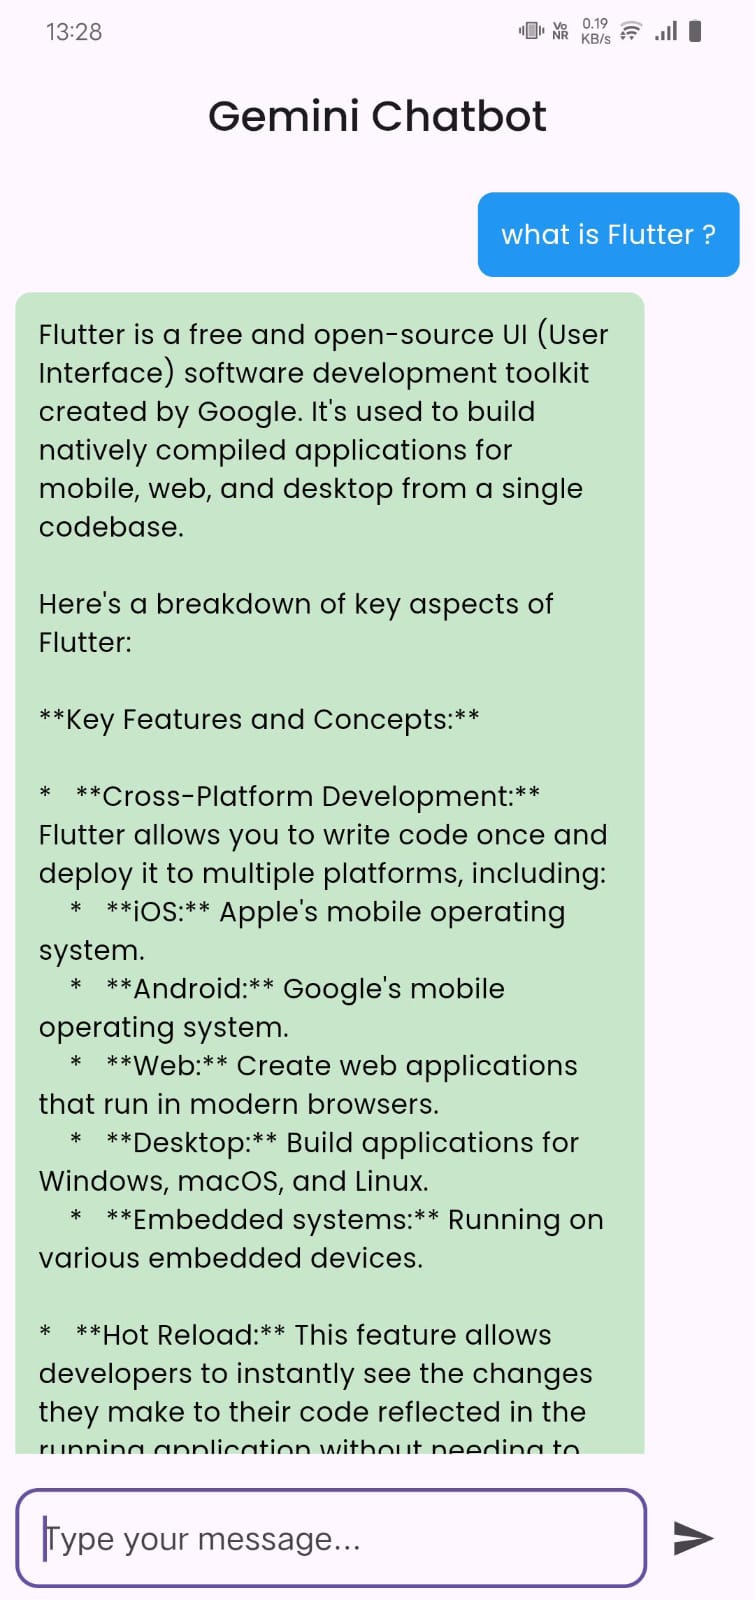 13:28
Vo
NR
0.19
KB/s
Gemini Chatbot
what is Flutter ?
Flutter is a free and open-source UI (User
Interface) software development toolkit
created by Google. It's used to build
natively compiled applications for
mobile, web, and desktop from a single
codebase.
Here's a breakdown of key aspects of
Flutter:
**Key Features and Concepts:**
*   **Cross-Platform Development:**
Flutter allows you to write code once and
deploy it to multiple platforms, including:
    *   **iOS:** Apple's mobile operating
system.
    *   **Android:** Google's mobile
operating system.
    *   **Web:** Create web applications
that run in modern browsers.
    *   **Desktop:** Build applications for
Windows, macOS, and Linux.
    *   **Embedded systems:** Running on
various embedded devices.
*   **Hot Reload:** This feature allows
developers to instantly see the changes
they make to their code reflected in the
running application without needing to
Type your message...